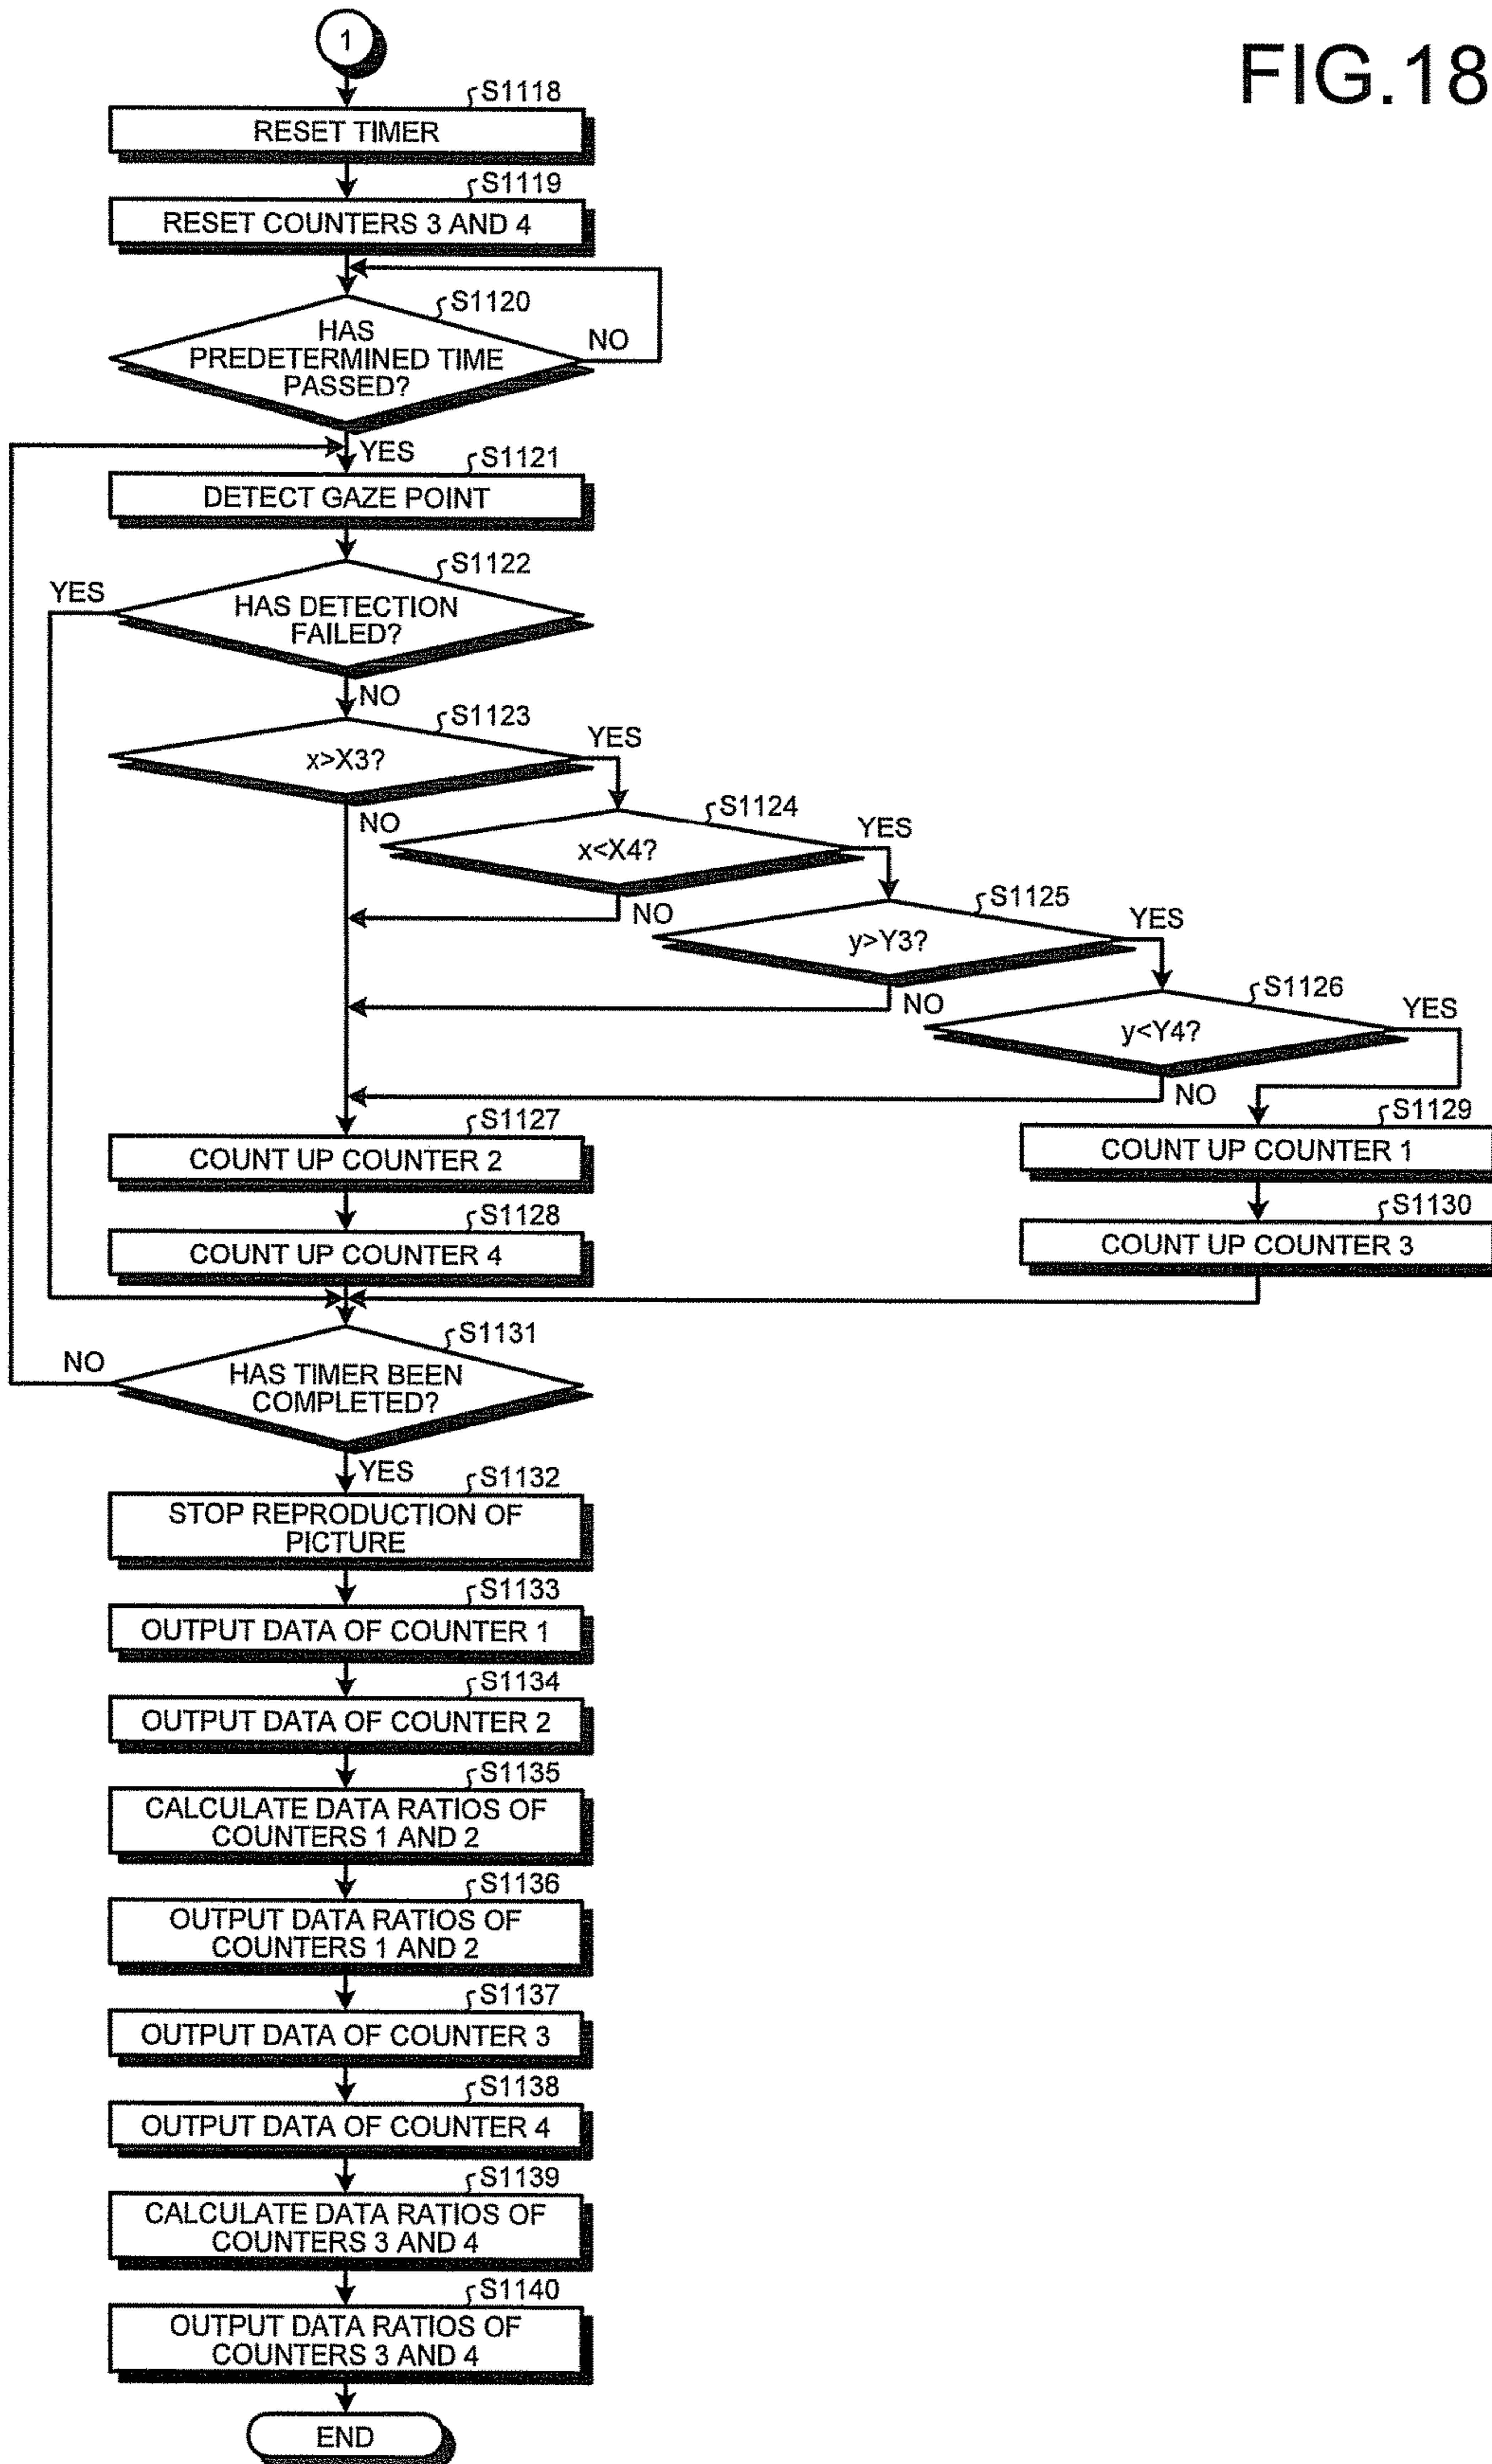 FIG.18
1
S1118
RESET TIMER
S1119
RESET COUNTERS 3 AND 4
S1120
HAS
PREDETERMINED TIME
PASSED?
NO
YES
S1121
DETECT GAZE POINT
S1122
YES
HAS DETECTION
FAILED?
NO
S1123
x>X3?
YES
NO
S1124
x<X4?
YES
NO
S1125
y>Y3?
YES
NO
S1126
y<Y4?
YES
NO
S1127
COUNT UP COUNTER 2
S1128
COUNT UP COUNTER 4
S1129
COUNT UP COUNTER 1
S1130
COUNT UP COUNTER 3
S1131
NO
HAS TIMER BEEN
COMPLETED?
YES
S1132
STOP REPRODUCTION OF
PICTURE
S1133
OUTPUT DATA OF COUNTER 1
S1134
OUTPUT DATA OF COUNTER 2
S1135
CALCULATE DATA RATIOS OF
COUNTERS 1 AND 2
S1136
OUTPUT DATA RATIOS OF
COUNTERS 1 AND 2
S1137
OUTPUT DATA OF COUNTER 3
S1138
OUTPUT DATA OF COUNTER 4
S1139
CALCULATE DATA RATIOS OF
COUNTERS 3 AND 4
S1140
OUTPUT DATA RATIOS OF
COUNTERS 3 AND 4
END